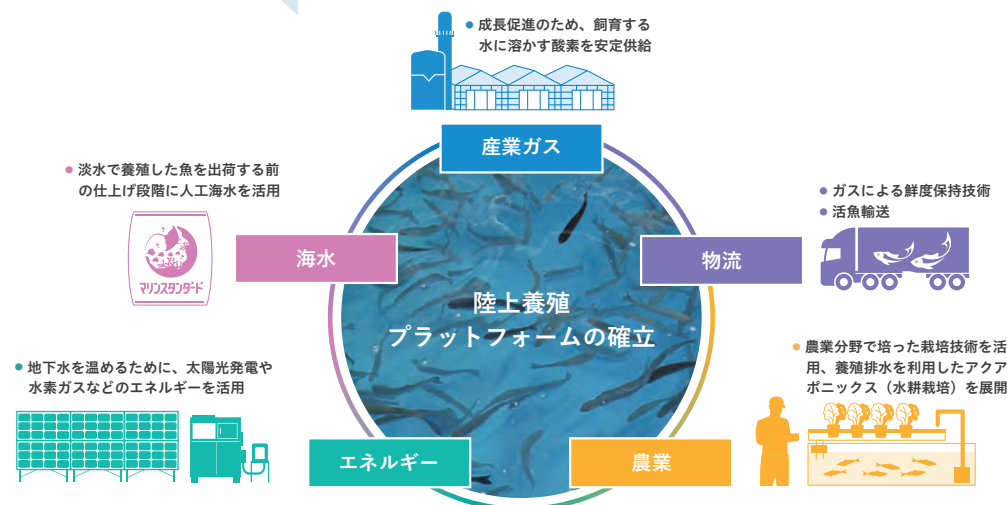 ● 成長促進のため、飼育する
水に溶かす酸素を安定供給
産業ガス
● 淡水で養殖した魚を出荷する前
の仕上げ段階に人工海水を活用
マリンスタンダード
海水
● ガスによる鮮度保持技術
● 活魚輸送
物流
陸上養殖
プラットフォームの確立
● 地下水を温めるために、太陽光発電や
水素ガスなどのエネルギーを活用
エネルギー
● 農業分野で培った栽培技術を活
用、養殖排水を利用したアクア
ポニックス（水耕栽培）を展開
農業